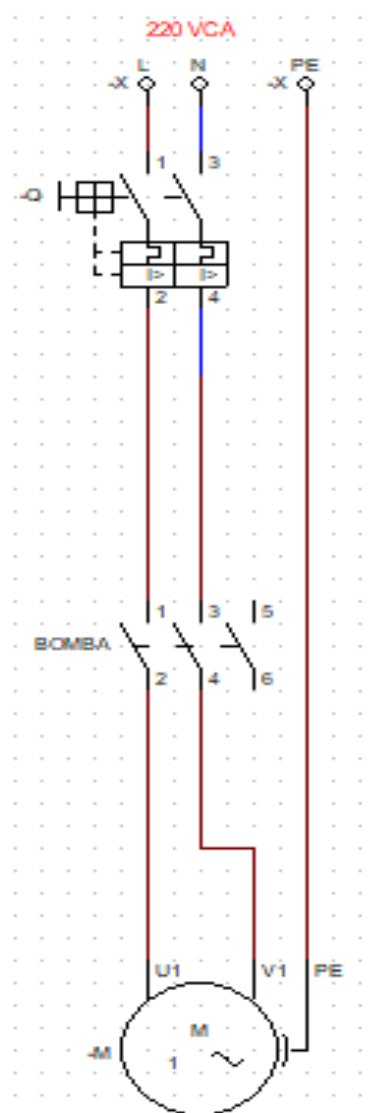 220 VCA
L N PE
-X -X
1 3
-Q
I> I>
2 4
1 3 5
BOMBA
2 4 6
U1 V1 PE
M
-M
1